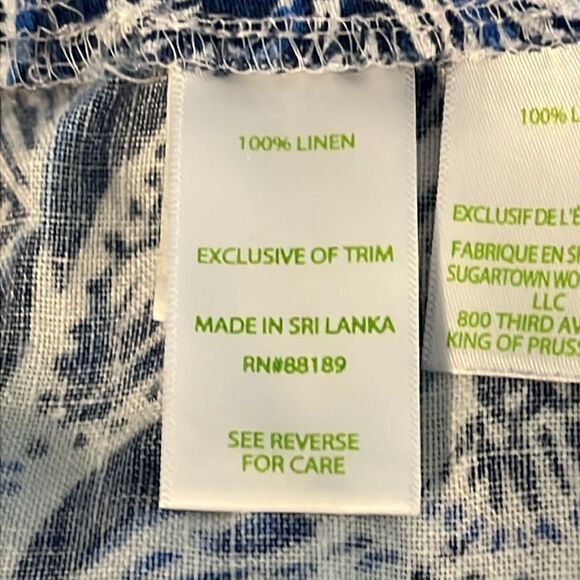 100% LINEN
EXCLUSIVE OF TRIM
MADE IN SRI LANKA
RN#88189
SEE REVERSE
FOR CARE
100%
EXCLUSIF DE
FABRIQUE EN
SUGARTOWN
LLC
800 THIRD
KING OF